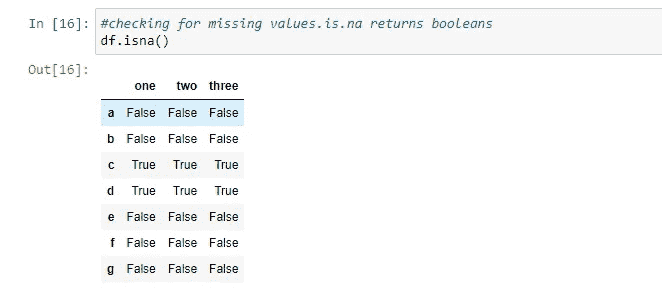 In [16]: #checking for missing values.is.na returns booleans
df.isna()
Out[16]:
one two three
a False False False
b False False False
c True True True
d True True True
e False False False
f False False False
g False False False